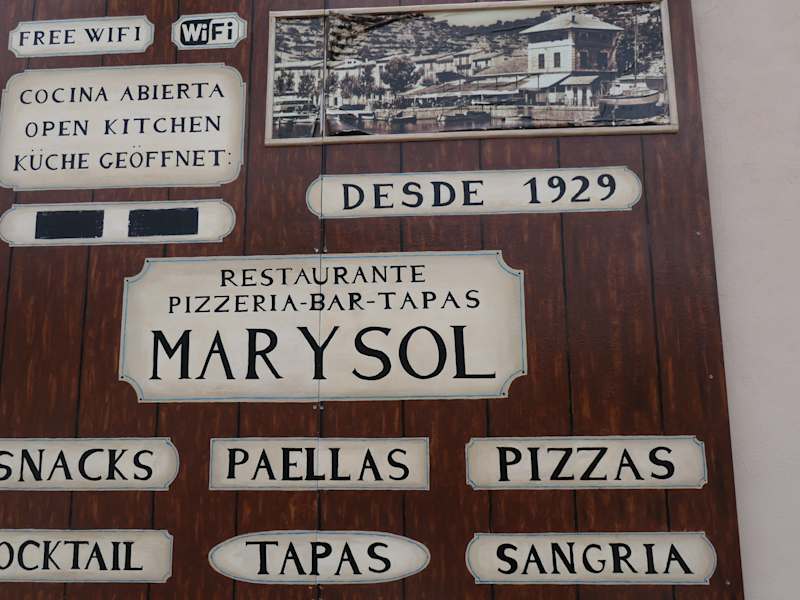 FREE WIFI
WiFi
COCINA ABIERTA
OPEN KITCHEN
KÜCHE GEÖFFNET:
DESDE 1929
RESTAURANTE
PIZZERIA-BAR-TAPAS
MARYSOL
SNACKS
PAELLAS
PIZZAS
OCKTAIL
TAPAS
SANGRIA